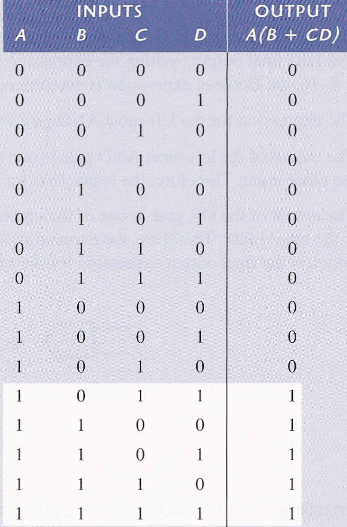 INPUTS OUTPUT
A B C D A(B + CD)
0 0 0 0 0
0 0 0 1 0
0 0 1 0 0
0 0 1 1 0
0 1 0 0 0
0 1 0 1 0
0 1 1 0 0
0 1 1 1 0
1 0 0 0 0
1 0 0 1 0
1 0 1 0 0
1 0 1 1 1
1 1 0 0 1
1 1 0 1 1
1 1 1 0 1
1 1 1 1 1